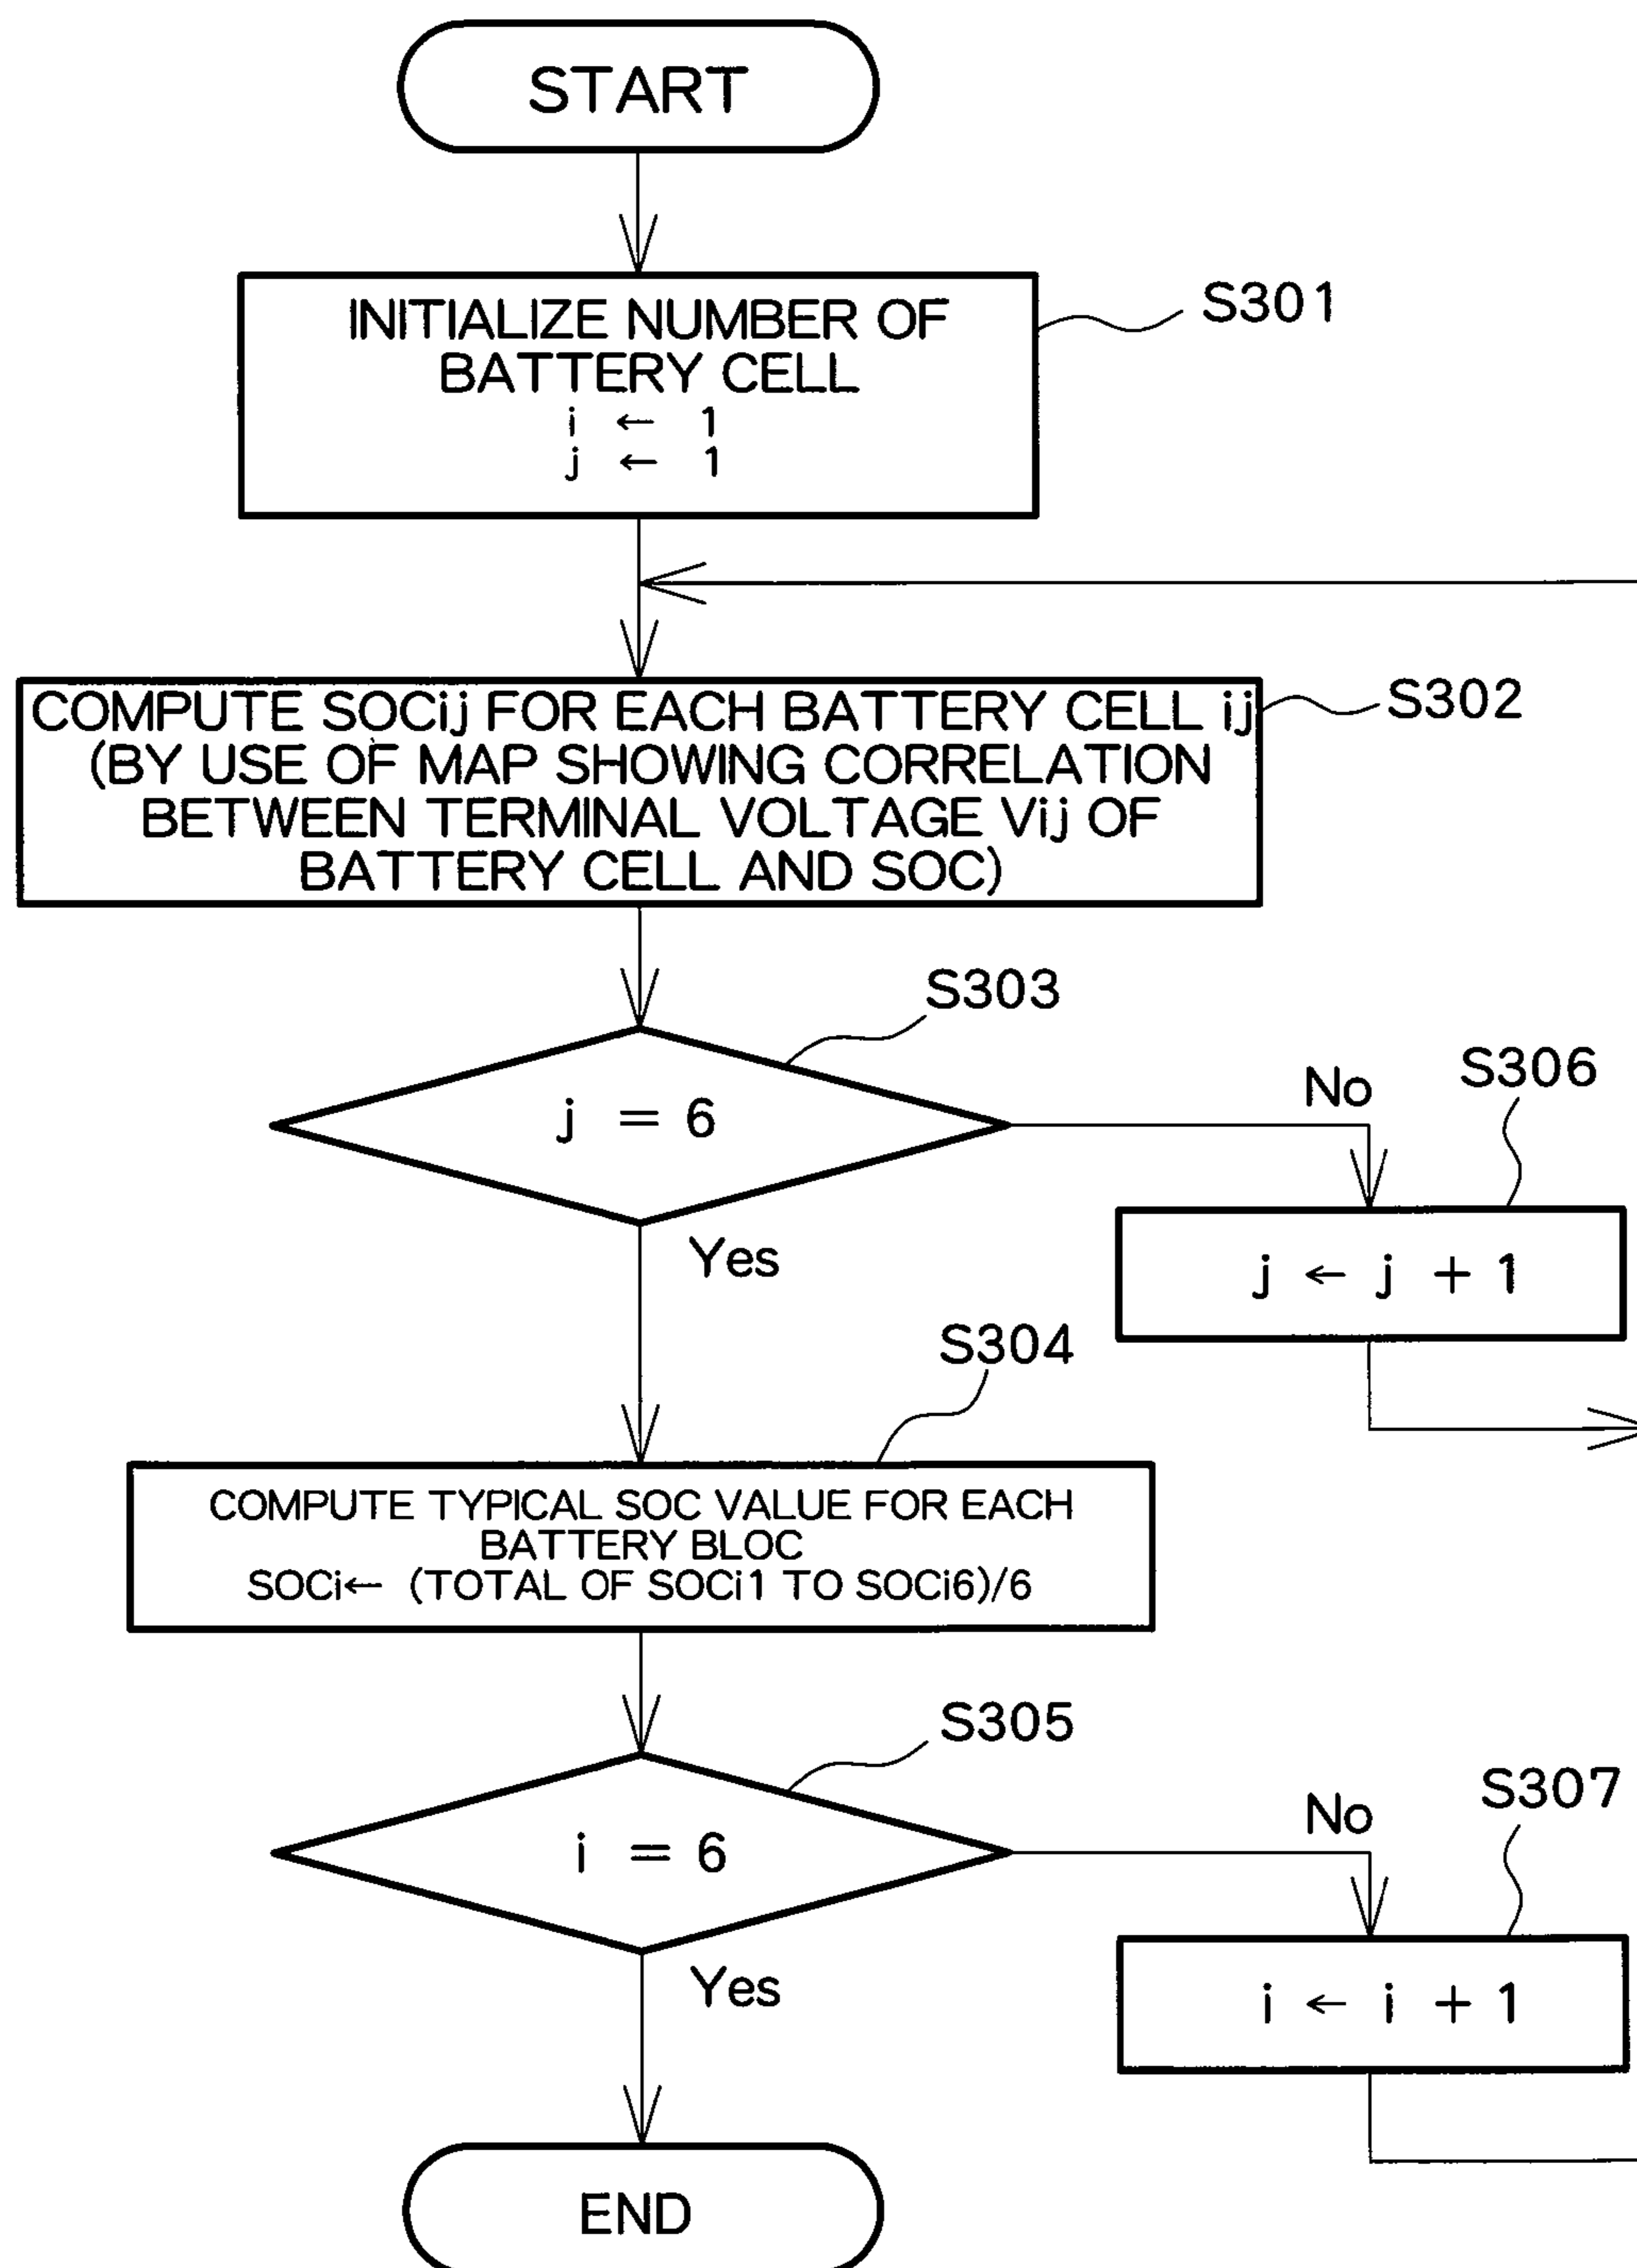 START
INITIALIZE NUMBER OF
BATTERY CELL
i ← 1
j ← 1
S301
COMPUTE SOCij FOR EACH BATTERY CELL ij
(BY USE OF MAP SHOWING CORRELATION
BETWEEN TERMINAL VOLTAGE Vij OF
BATTERY CELL AND SOC)
S302
S303
j = 6
No
S306
Yes
j ← j + 1
S304
COMPUTE TYPICAL SOC VALUE FOR EACH
BATTERY BLOC
SOCi← (TOTAL OF SOCi1 TO SOCi6)/6
S305
i = 6
No
S307
Yes
i ← i + 1
END